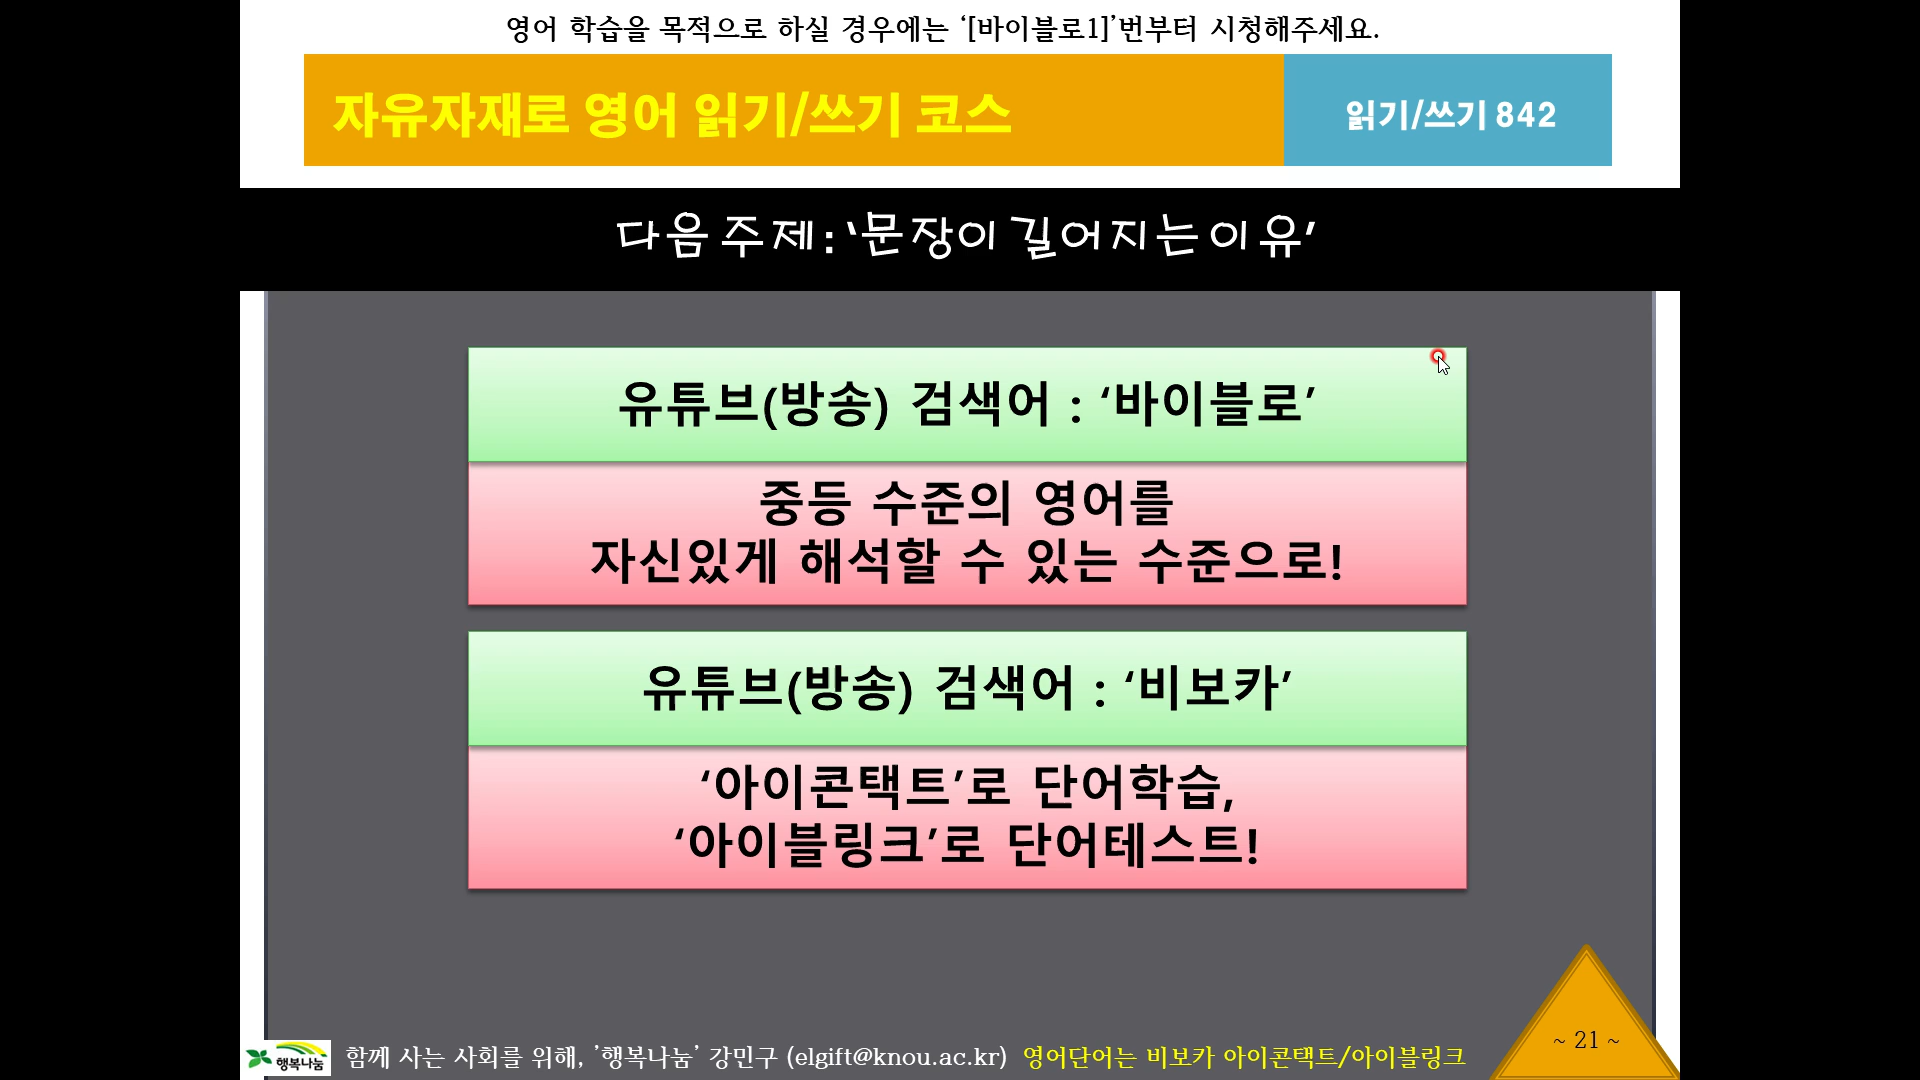 영어 학습을 목적으로 하실 경우에는 ‘[바이블로1]’번부터 시청해주세요.
자유자재로 영어 읽기/쓰기 코스
읽기/쓰기 842
다음 주제 : ‘문장이 길어지는 이유’
유튜브(방송) 검색어 : ‘바이블로’
중등 수준의 영어를
자신있게 해석할 수 있는 수준으로!
유튜브(방송) 검색어 : ‘비보카’
‘아이콘택트’로 단어학습,
‘아이블링크’로 단어테스트!
~ 21 ~
행복나눔
함께 사는 사회를 위해, ’행복나눔’ 강민구 (elgift@knou.ac.kr) 영어단어는 비보카 아이콘택트/아이블링크